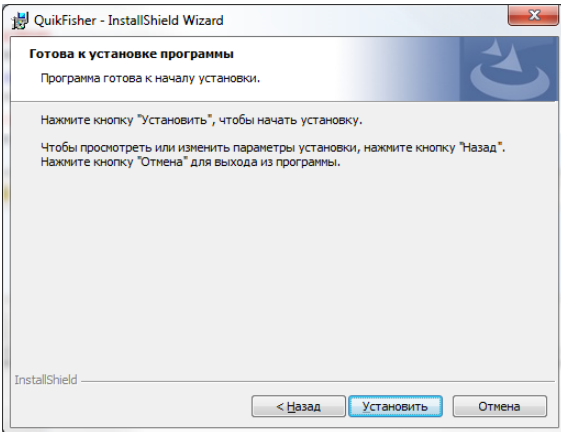 QuikFisher - InstallShield Wizard
Готова к установке программы
Программа готова к началу установки.
Нажмите кнопку "Установить", чтобы начать установку.
Чтобы просмотреть или изменить параметры установки, нажмите кнопку "Назад".
Нажмите кнопку "Отмена" для выхода из программы.
InstallShield
< Назад Установить Отмена